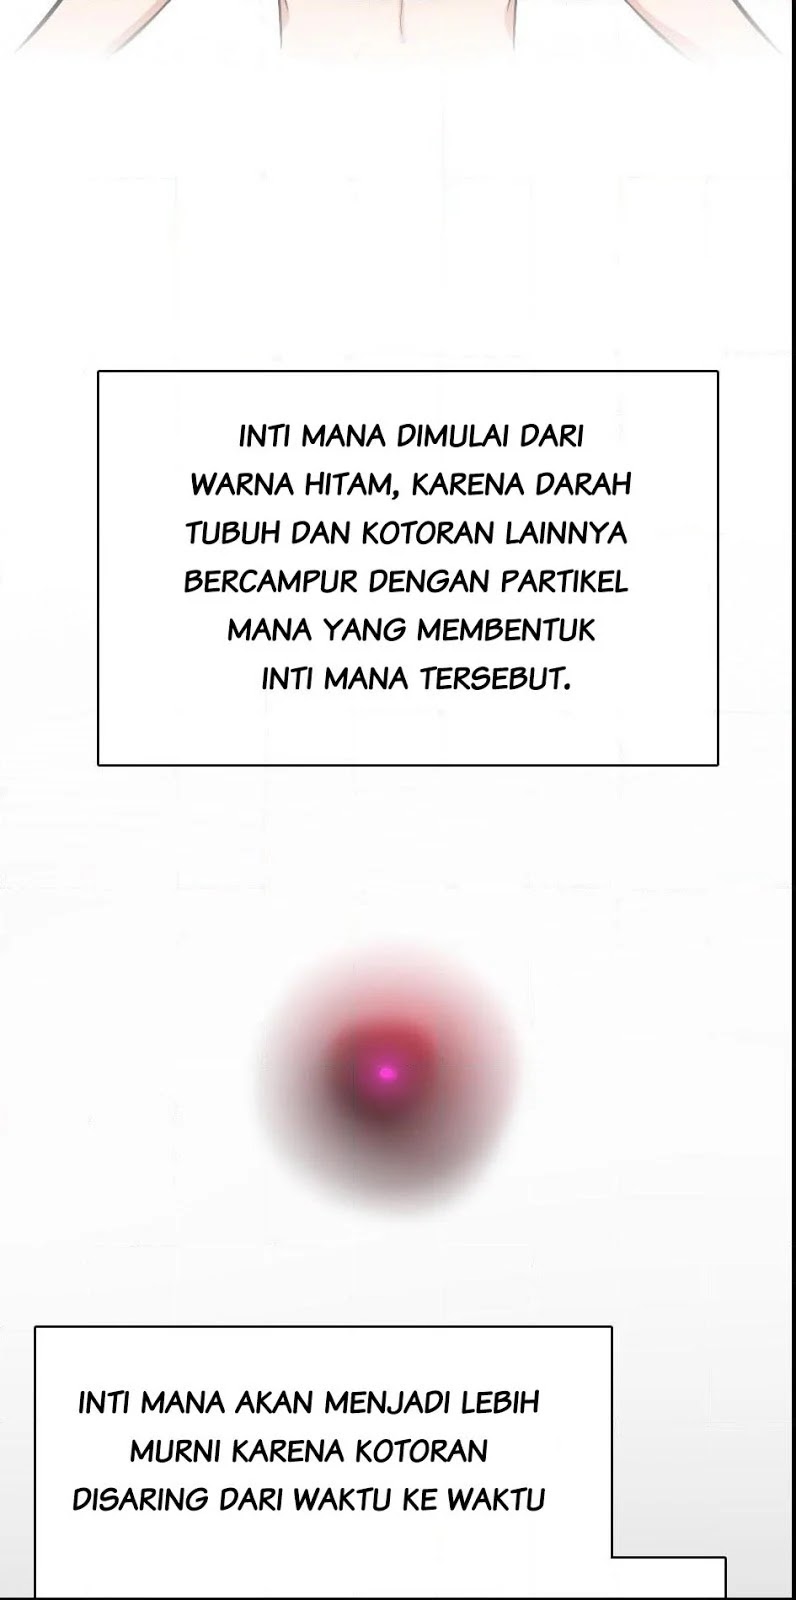 INTI MANA DIMULAI DARI
WARNA HITAM, KARENA DARAH
TUBUH DAN KOTORAN LAINNYA
BERCAMPUR DENGAN PARTIKEL
MANA YANG MEMBENTUK
INTI MANA TERSEBUT.
INTI MANA AKAN MENJADI LEBIH
MURNI KARENA KOTORAN
DISARING DARI WAKTU KE WAKTU